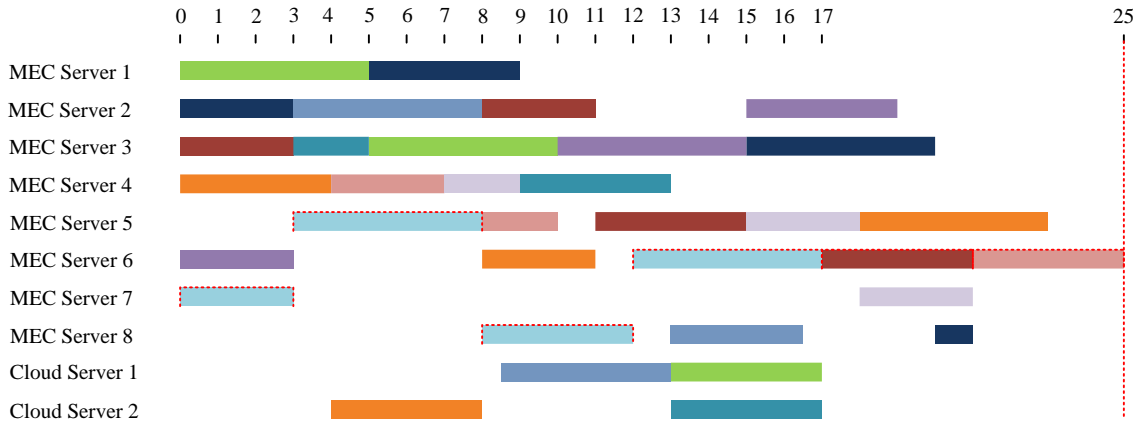 0 1 2 3 4 5 6 7 8 9 10 11 12 13 14 15 17 25
MEC Server 1
MEC Server 2
MEC Server 3
MEC Server 4
MEC Server 5
MEC Server 6
MEC Server 7
MEC Server 8
Cloud Server 1
Cloud Server 2